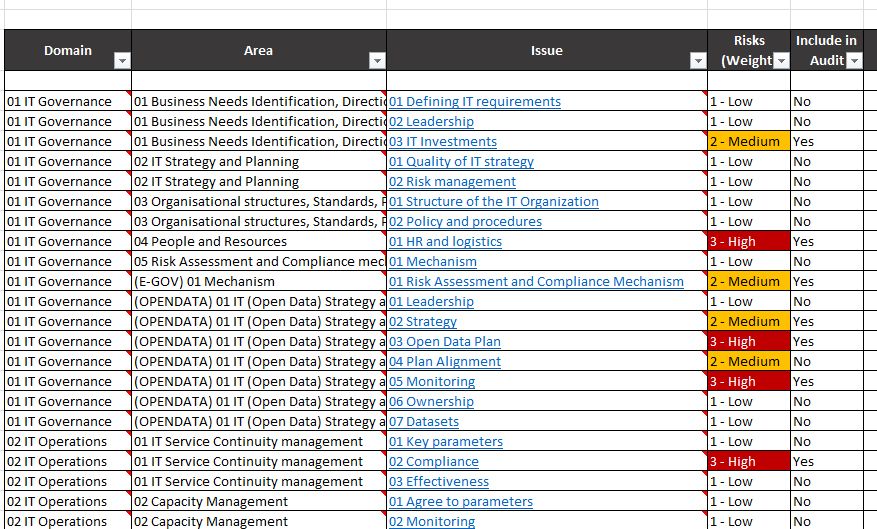 Domain Area Issue Risks (Weight Include in Audit
01 IT Governance 01 Business Needs Identification, Directi 01 Defining IT requirements 1 - Low No
01 IT Governance 01 Business Needs Identification, Directi 02 Leadership 1 - Low No
01 IT Governance 01 Business Needs Identification, Directi 03 IT Investments 2 - Medium Yes
01 IT Governance 02 IT Strategy and Planning 01 Quality of IT strategy 1 - Low No
01 IT Governance 02 IT Strategy and Planning 02 Risk management 1 - Low No
01 IT Governance 03 Organisational structures, Standards, P 01 Structure of the IT Organization 1 - Low No
01 IT Governance 03 Organisational structures, Standards, P 02 Policy and procedures 1 - Low No
01 IT Governance 04 People and Resources 01 HR and logistics 3 - High Yes
01 IT Governance 05 Risk Assessment and Compliance mec 01 Mechanism 1 - Low No
01 IT Governance (E-GOV) 01 Mechanism 01 Risk Assessment and Compliance Mechanism 2 - Medium Yes
01 IT Governance (OPENDATA) 01 IT (Open Data) Strategy a 01 Leadership 1 - Low No
01 IT Governance (OPENDATA) 01 IT (Open Data) Strategy a 02 Strategy 2 - Medium Yes
01 IT Governance (OPENDATA) 01 IT (Open Data) Strategy a 03 Open Data Plan 3 - High Yes
01 IT Governance (OPENDATA) 01 IT (Open Data) Strategy a 04 Plan Alignment 2 - Medium No
01 IT Governance (OPENDATA) 01 IT (Open Data) Strategy a 05 Monitoring 3 - High Yes
01 IT Governance (OPENDATA) 01 IT (Open Data) Strategy a 06 Ownership 1 - Low No
01 IT Governance (OPENDATA) 01 IT (Open Data) Strategy a 07 Datasets 1 - Low No
02 IT Operations 01 IT Service Continuity management 01 Key parameters 1 - Low No
02 IT Operations 01 IT Service Continuity management 02 Compliance 3 - High Yes
02 IT Operations 01 IT Service Continuity management 03 Effectiveness 1 - Low No
02 IT Operations 02 Capacity Management 01 Agree to parameters 1 - Low No
02 IT Operations 02 Capacity Management 02 Monitoring 1 - Low No